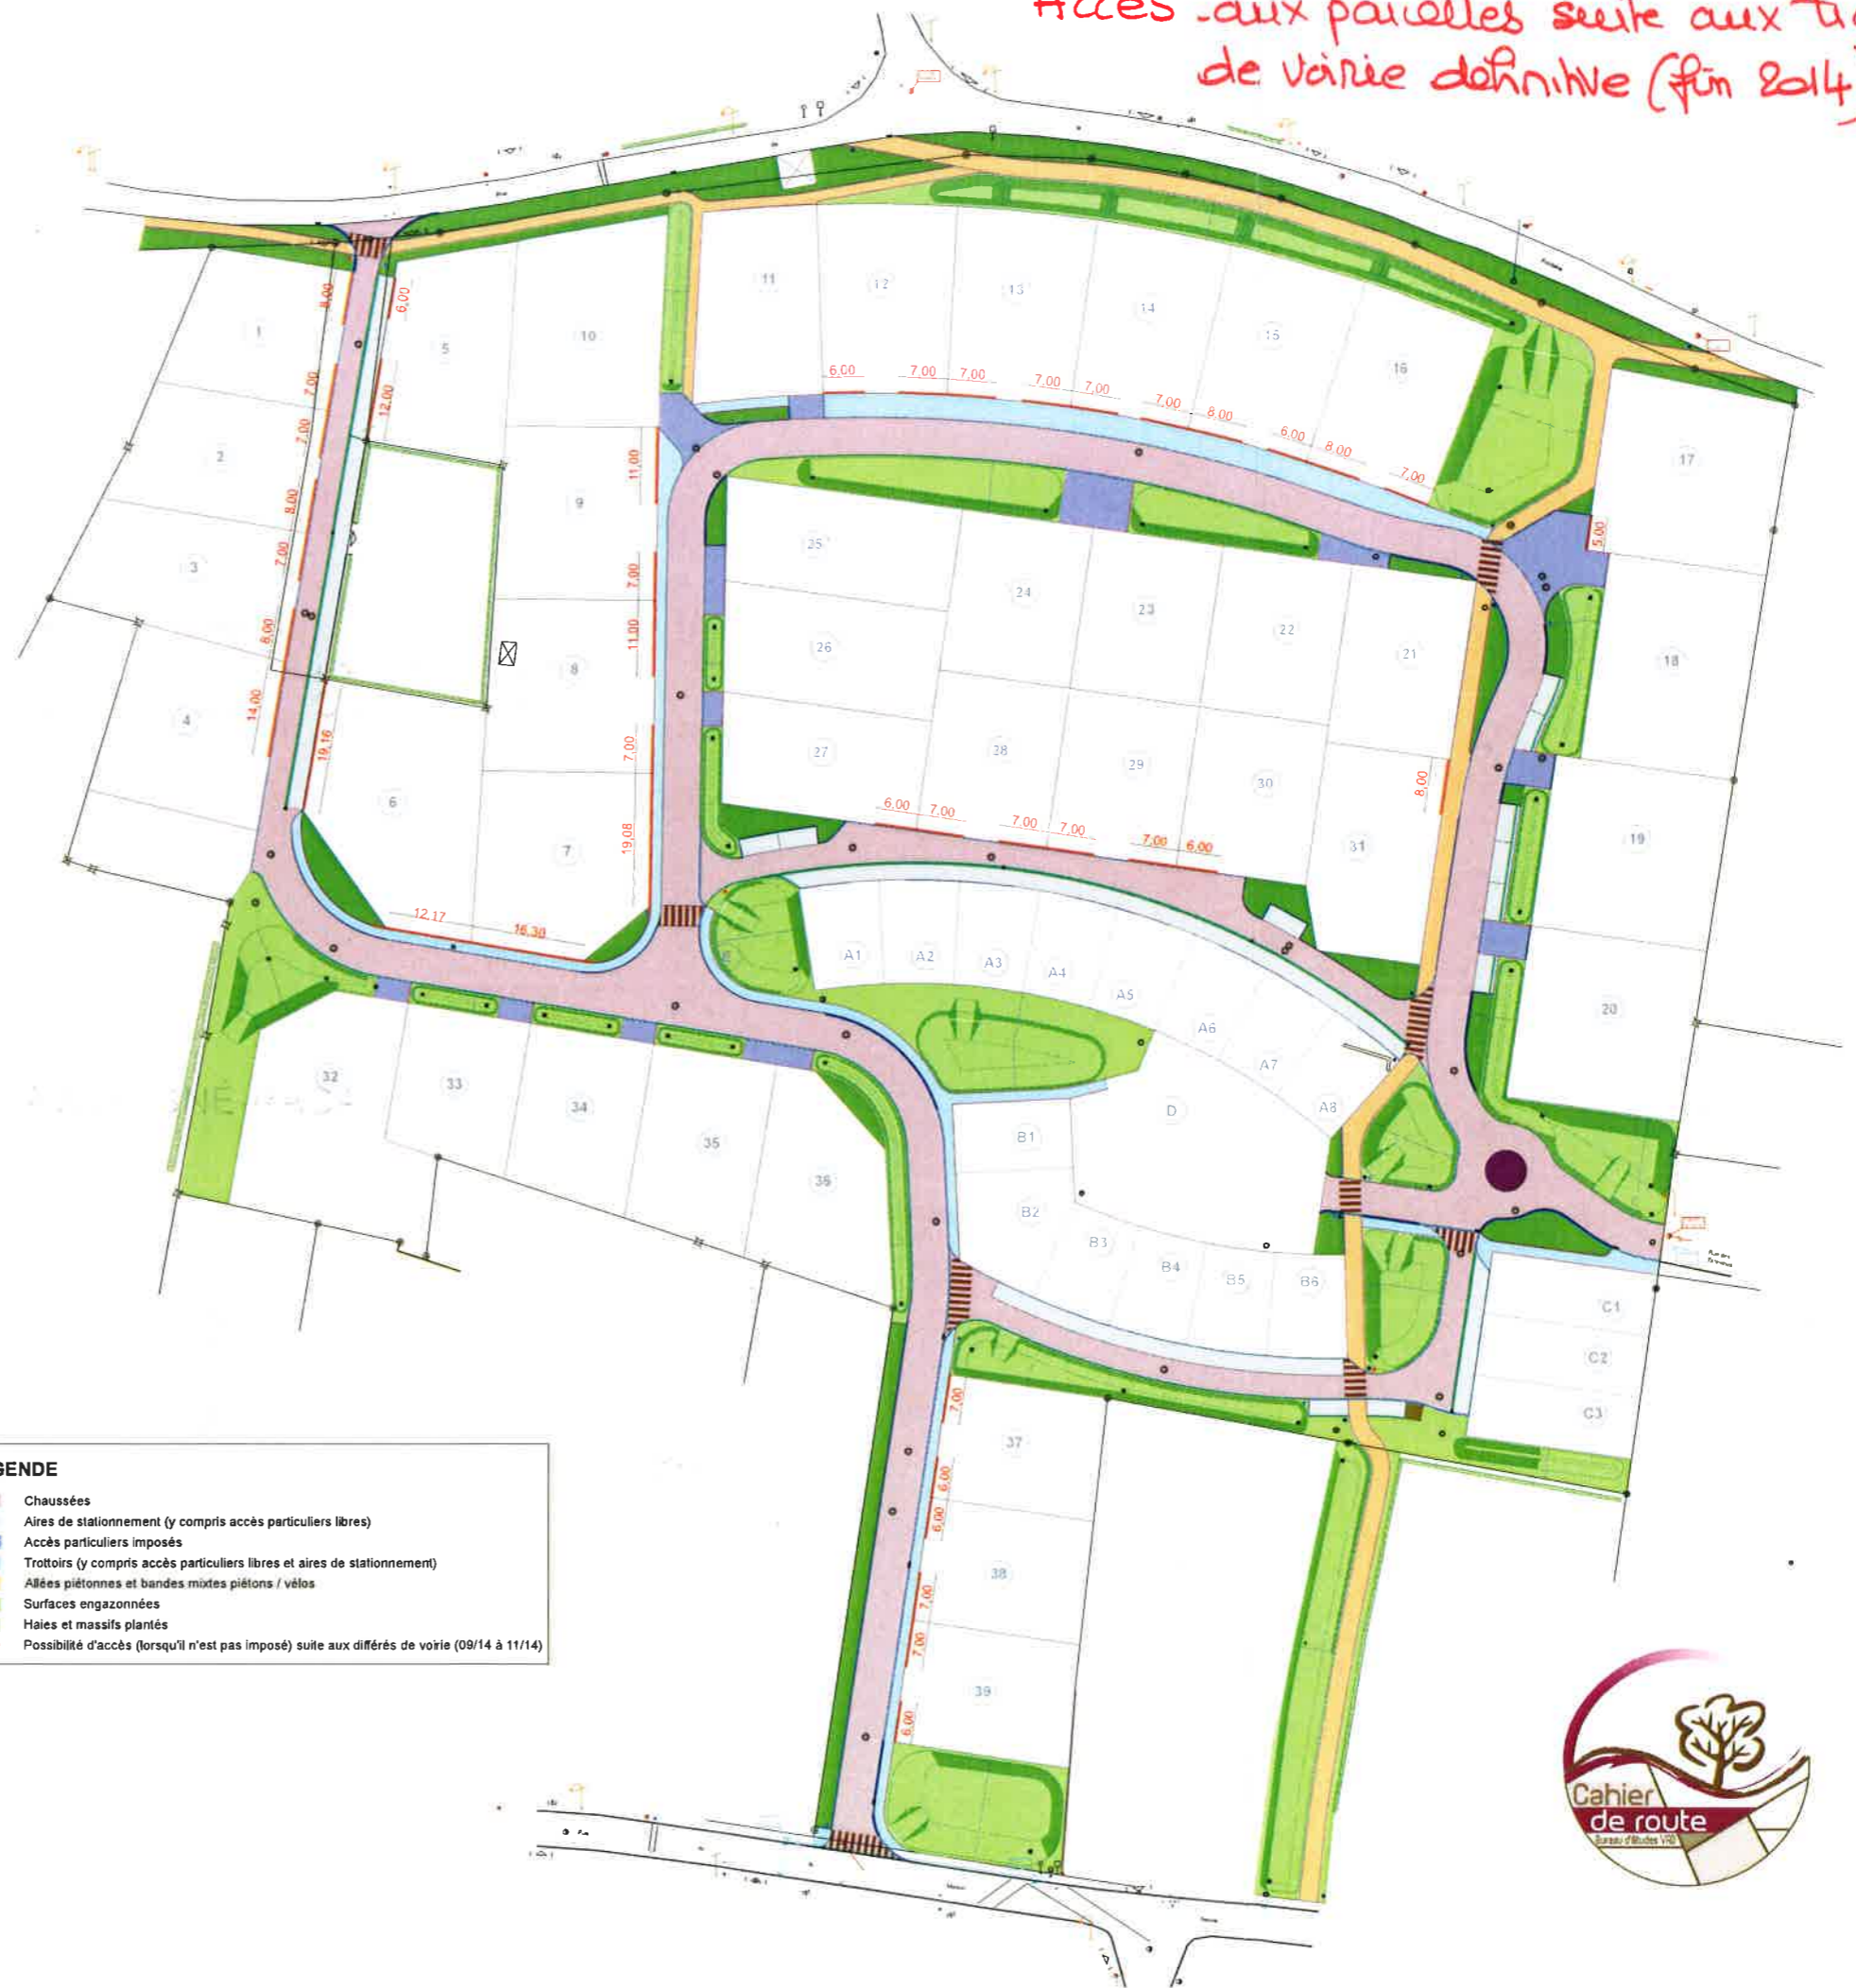 Accès aux parcelles suite aux
de voirie définitive (fin 2014)
11
12
13
14
15
16
8,00
6,00
1
5
10
6,00
7,00 7,00
7,00 7,00
7,00 8,00
6,00 8,00
7,00
7,00
12,00
2
7,00
9
11,00
17
8,00
5,00
3
7,00
25
24
23
22
21
7,00
8,00
11,00
8
26
18
4
14,00
19,16
7,00
27
28
29
30
8,00
6
6,00 7,00
7,00 7,00
7,00 6,00
7
19,08
31
19
12,17
16,30
A1
A2
A3
A4
A5
A6
A7
A8
20
32
33
34
35
36
D
B1
B2
B3
B4
B5
B6
C1
C2
C3
7,00
37
6,00
6,00
38
7,00
7,00
39
6,00
GENDE
Chaussées
Aires de stationnement (y compris accès particuliers libres)
Accès particuliers imposés
Trottoirs (y compris accès particuliers libres et aires de stationnement)
Allées piétonnes et bandes mixtes piétons / vélos
Surfaces engazonnées
Haies et massifs plantés
Possibilité d'accès (lorsqu'il n'est pas imposé) suite aux différés de voirie (09/14 à 11/14)
Cahier
de route
Bureau d'études VRD